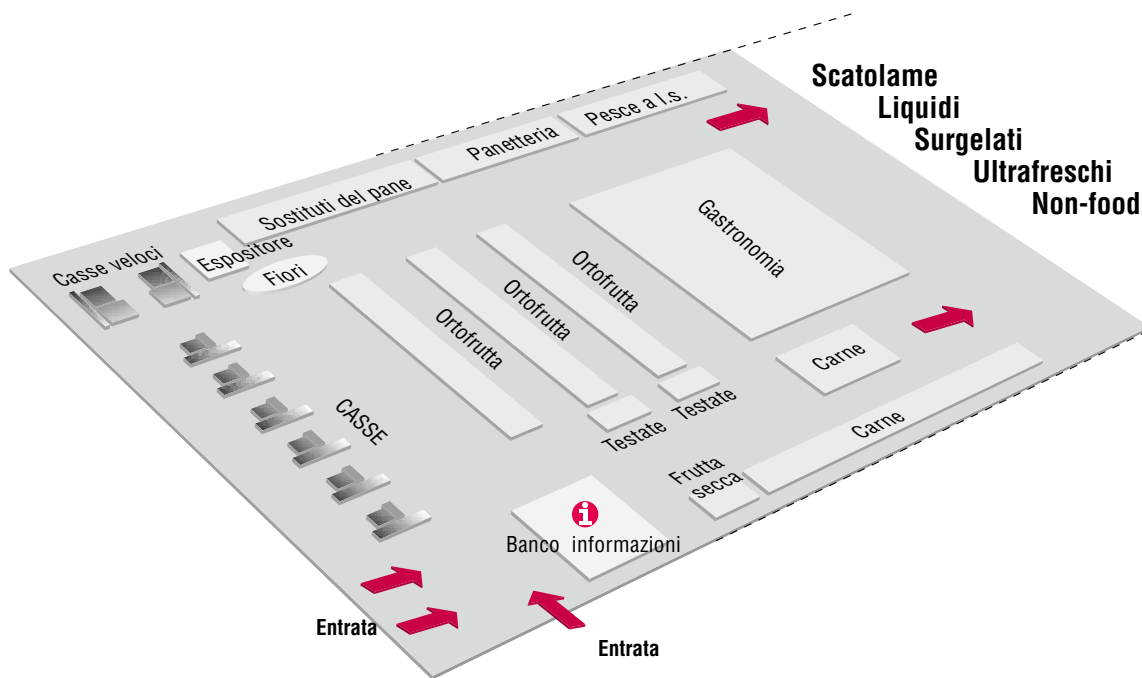 Scatolame
Liquidi
Surgelati
Ultrafreschi
Non-food
Pesce a l.s.
Panetteria
Sostituti del pane
Espositore
Casse veloci
Fiori
Gastronomia
Ortofrutta
Ortofrutta
Ortofrutta
Carne
Testate
Testate
CASSE
Carne
Frutta
secca
i
Banco informazioni
Entrata
Entrata